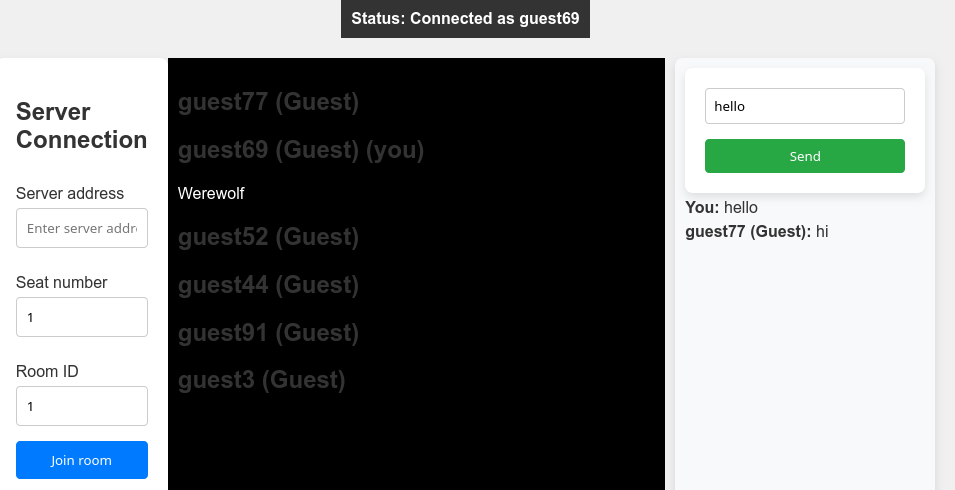 Status: Connected as guest69
Server
Connection
Server address
Enter server addr
Seat number
1
Room ID
1
Join room
guest77 (Guest)
guest69 (Guest) (you)
Werewolf
guest52 (Guest)
guest44 (Guest)
guest91 (Guest)
guest3 (Guest)
hello
Send
You: hello
guest77 (Guest): hi